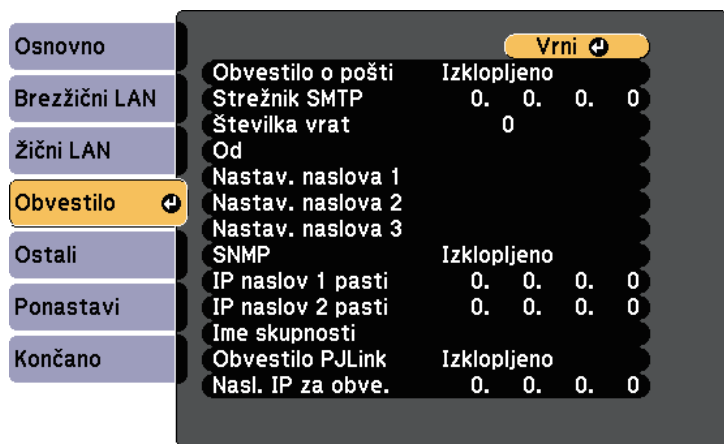 Osnovno
Brezžični LAN
Žični LAN
Obvestilo
Ostali
Ponastavi
Končano
Vrni
Obvestilo o pošti Izklopljeno
Strežnik SMTP 0. 0. 0. 0
Številka vrat 0
Od
Nastav. naslova 1
Nastav. naslova 2
Nastav. naslova 3
SNMP Izklopljeno
IP naslov 1 pasti 0. 0. 0. 0
IP naslov 2 pasti 0. 0. 0. 0
Ime skupnosti
Obvestilo PJLink Izklopljeno
Nasl. IP za obve. 0. 0. 0. 0